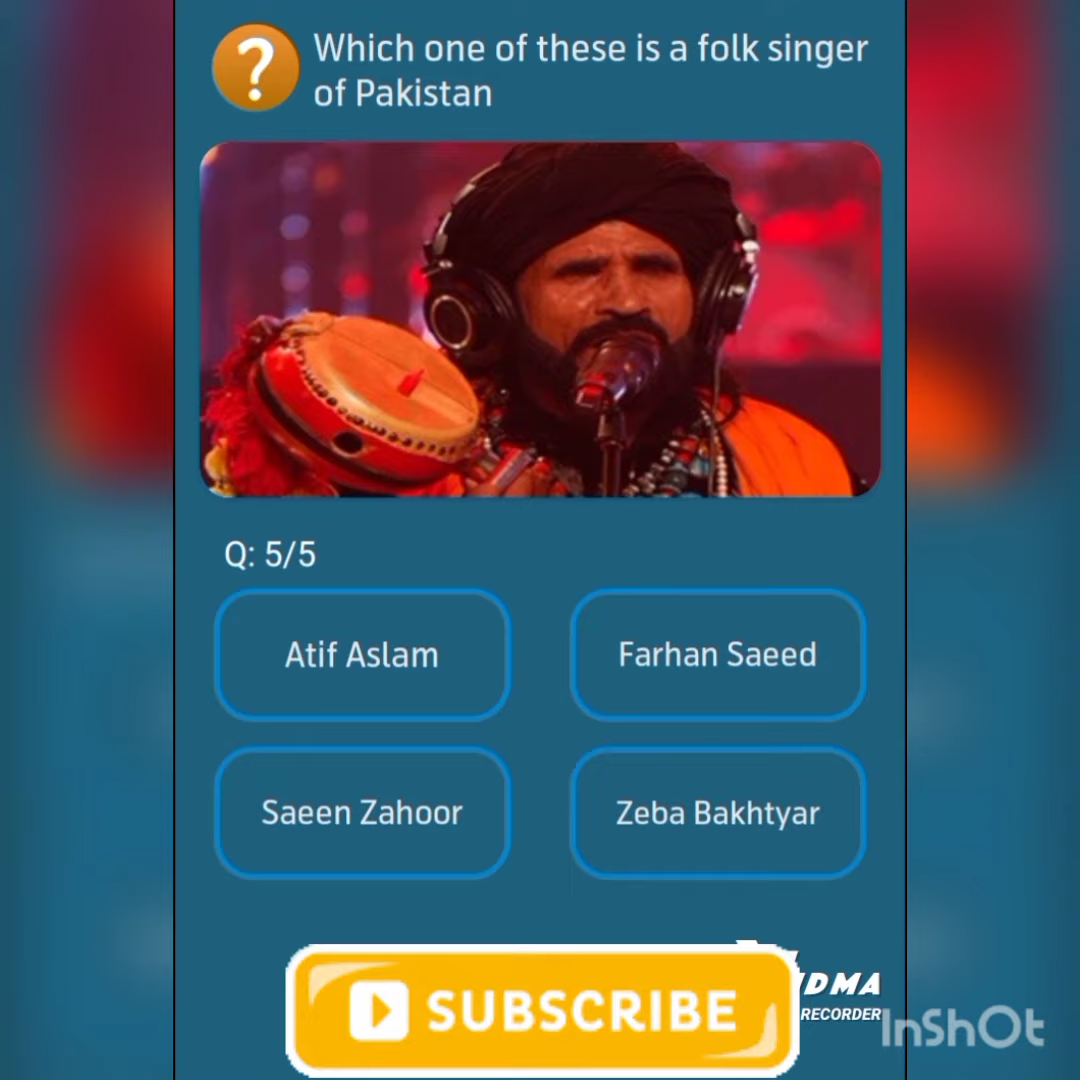 ?
Which one of these is a folk singer
of Pakistan
Q: 5/5
Atif Aslam
Farhan Saeed
Saeen Zahoor
Zeba Bakhtyar
SUBSCRIBE
RECORDER
InShOt